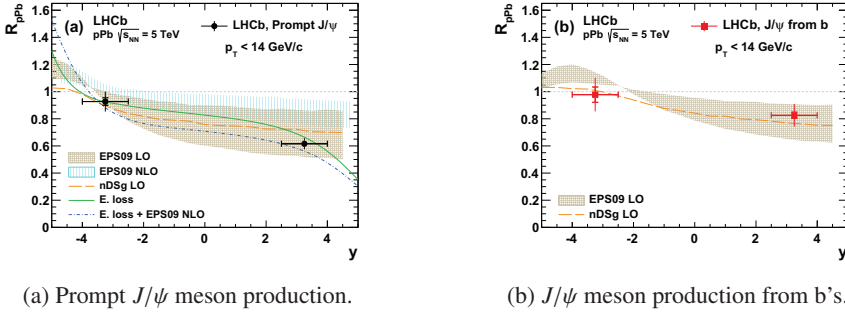 R_pPb
1.6
1.4
1.2
1
0.8
0.6
0.4
0.2
0
(a)
LHCb
pPb √s_NN = 5 TeV
LHCb, Prompt J/ψ
p_T < 14 GeV/c
EPS09 LO
EPS09 NLO
nDSg LO
E. loss
E. loss + EPS09 NLO
-4 -2 0 2 4
y
(a) Prompt J/ψ meson production.
R_pPb
1.6
1.4
1.2
1
0.8
0.6
0.4
0.2
0
(b)
LHCb
pPb √s_NN = 5 TeV
LHCb, J/ψ from b
p_T < 14 GeV/c
EPS09 LO
nDSg LO
-4 -2 0 2 4
y
(b) J/ψ meson production from b's.